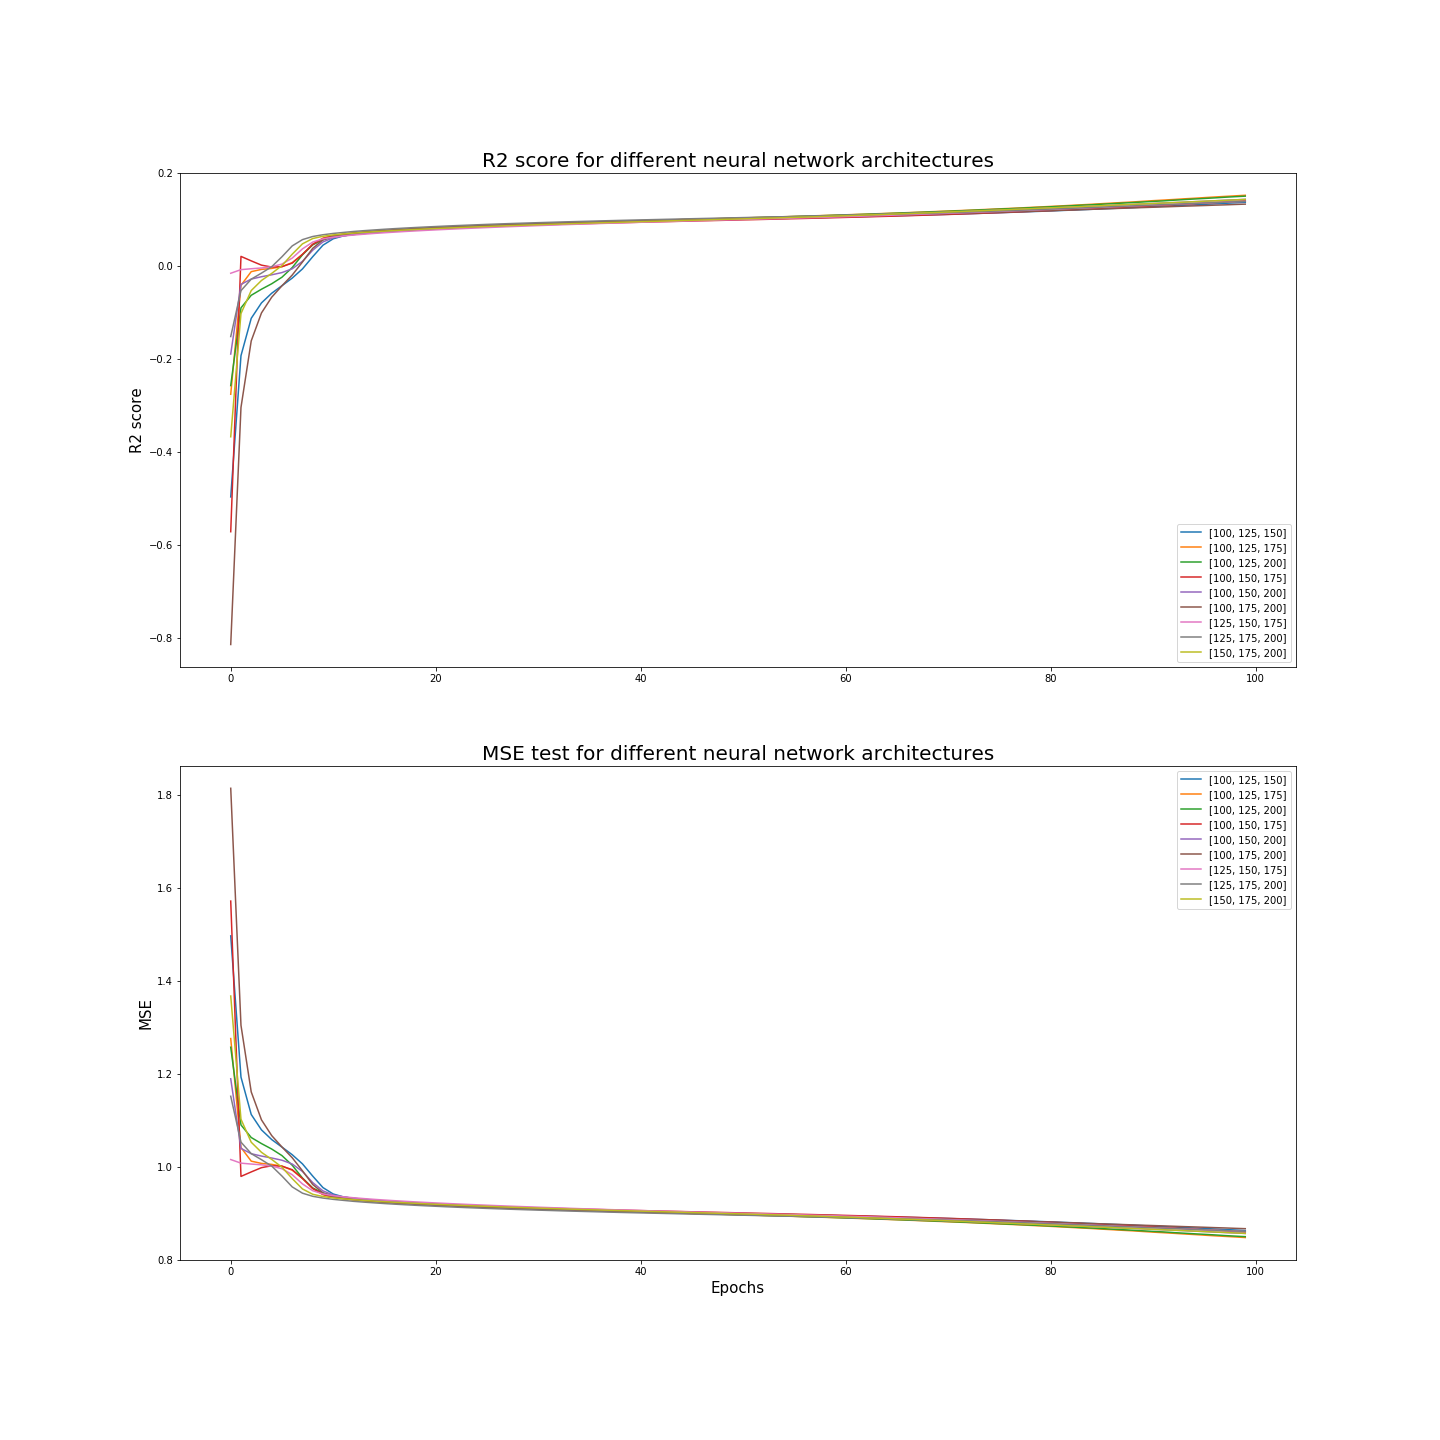 R2 score for different neural network architectures
0.2
0.0
−0.2
−0.4
−0.6
−0.8
R2 score
0 20 40 60 80 100
[100, 125, 150]
[100, 125, 175]
[100, 125, 200]
[100, 150, 175]
[100, 150, 200]
[100, 175, 200]
[125, 150, 175]
[125, 175, 200]
[150, 175, 200]
MSE test for different neural network architectures
1.8
1.6
1.4
1.2
1.0
0.8
MSE
[100, 125, 150]
[100, 125, 175]
[100, 125, 200]
[100, 150, 175]
[100, 150, 200]
[100, 175, 200]
[125, 150, 175]
[125, 175, 200]
[150, 175, 200]
0 20 40 60 80 100
Epochs